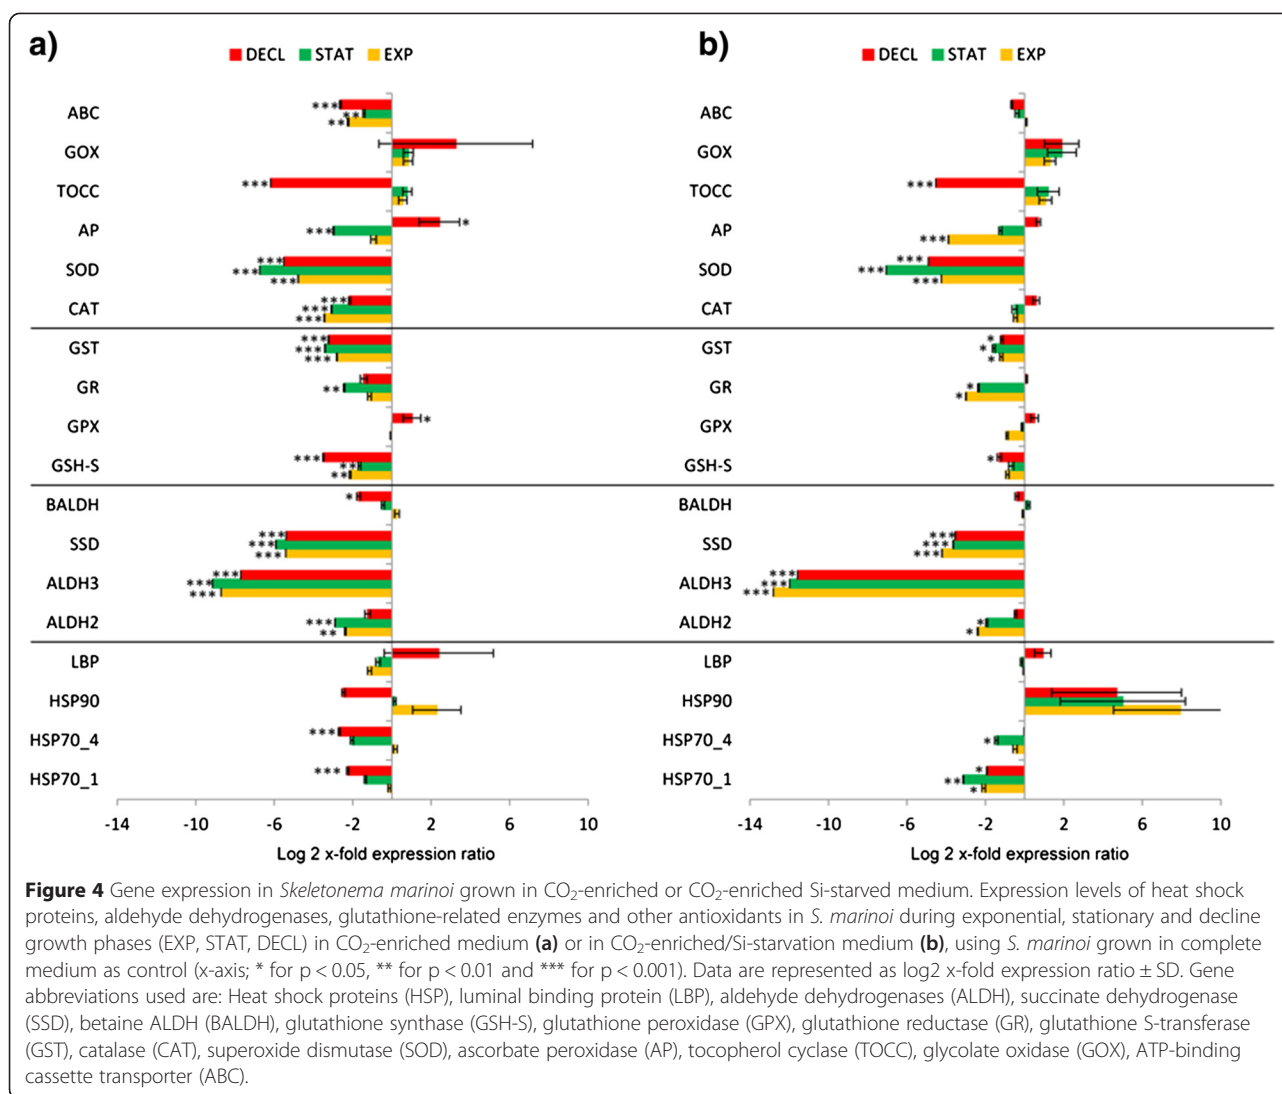 a)
DECL STAT EXP
ABC
***
**
**
GOX
TOCC
***
AP
*
***
SOD
***
***
***
CAT
***
***
***
GST
***
***
***
GR
**
GPX
*
GSH-S
***
**
**
BALDH
*
SSD
***
***
***
ALDH3
***
***
***
ALDH2
***
**
LBP
HSP90
HSP70_4
***
HSP70_1
***
-14 -10 -6 -2 2 6 10
Log 2 x-fold expression ratio
b)
DECL STAT EXP
ABC
GOX
TOCC
***
AP
***
SOD
***
***
***
CAT
GST
*
*
*
GR
*
*
GPX
GSH-S
*
BALDH
SSD
***
***
***
ALDH3
***
***
***
ALDH2
*
*
LBP
HSP90
HSP70_4
*
HSP70_1
*
**
*
-14 -10 -6 -2 2 6 10
Log 2 x-fold expression ratio
Figure 4 Gene expression in Skeletonema marinoi grown in CO₂-enriched or CO₂-enriched Si-starved medium. Expression levels of heat shock
proteins, aldehyde dehydrogenases, glutathione-related enzymes and other antioxidants in S. marinoi during exponential, stationary and decline
growth phases (EXP, STAT, DECL) in CO₂-enriched medium (a) or in CO₂-enriched/Si-starvation medium (b), using S. marinoi grown in complete
medium as control (x-axis; * for p < 0.05, ** for p < 0.01 and *** for p < 0.001). Data are represented as log2 x-fold expression ratio ± SD. Gene
abbreviations used are: Heat shock proteins (HSP), luminal binding protein (LBP), aldehyde dehydrogenases (ALDH), succinate dehydrogenase
(SSD), betaine ALDH (BALDH), glutathione synthase (GSH-S), glutathione peroxidase (GPX), glutathione reductase (GR), glutathione S-transferase
(GST), catalase (CAT), superoxide dismutase (SOD), ascorbate peroxidase (AP), tocopherol cyclase (TOCC), glycolate oxidase (GOX), ATP-binding
cassette transporter (ABC).